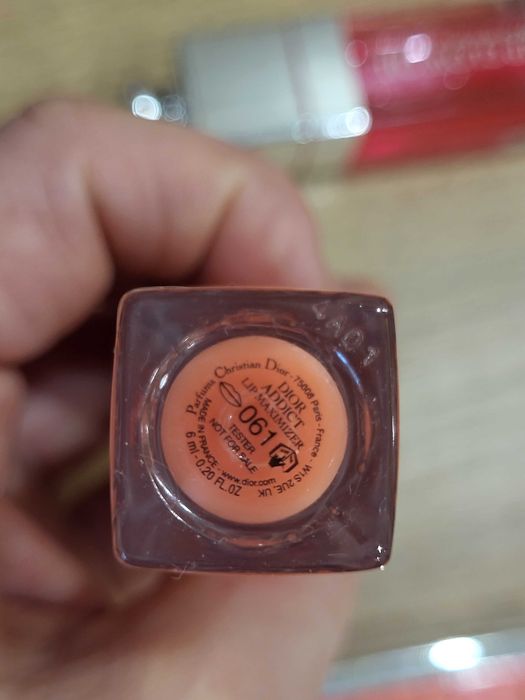 Parfums Christian Dior - 75008 Paris - France - W1S 2UE, UK
DIOR
ADDICT
LIP MAXIMIZER
061
TESTER
NOT FOR SALE
MADE IN FRANCE - www.dior.com
6 ml - 0.20 FL.OZ